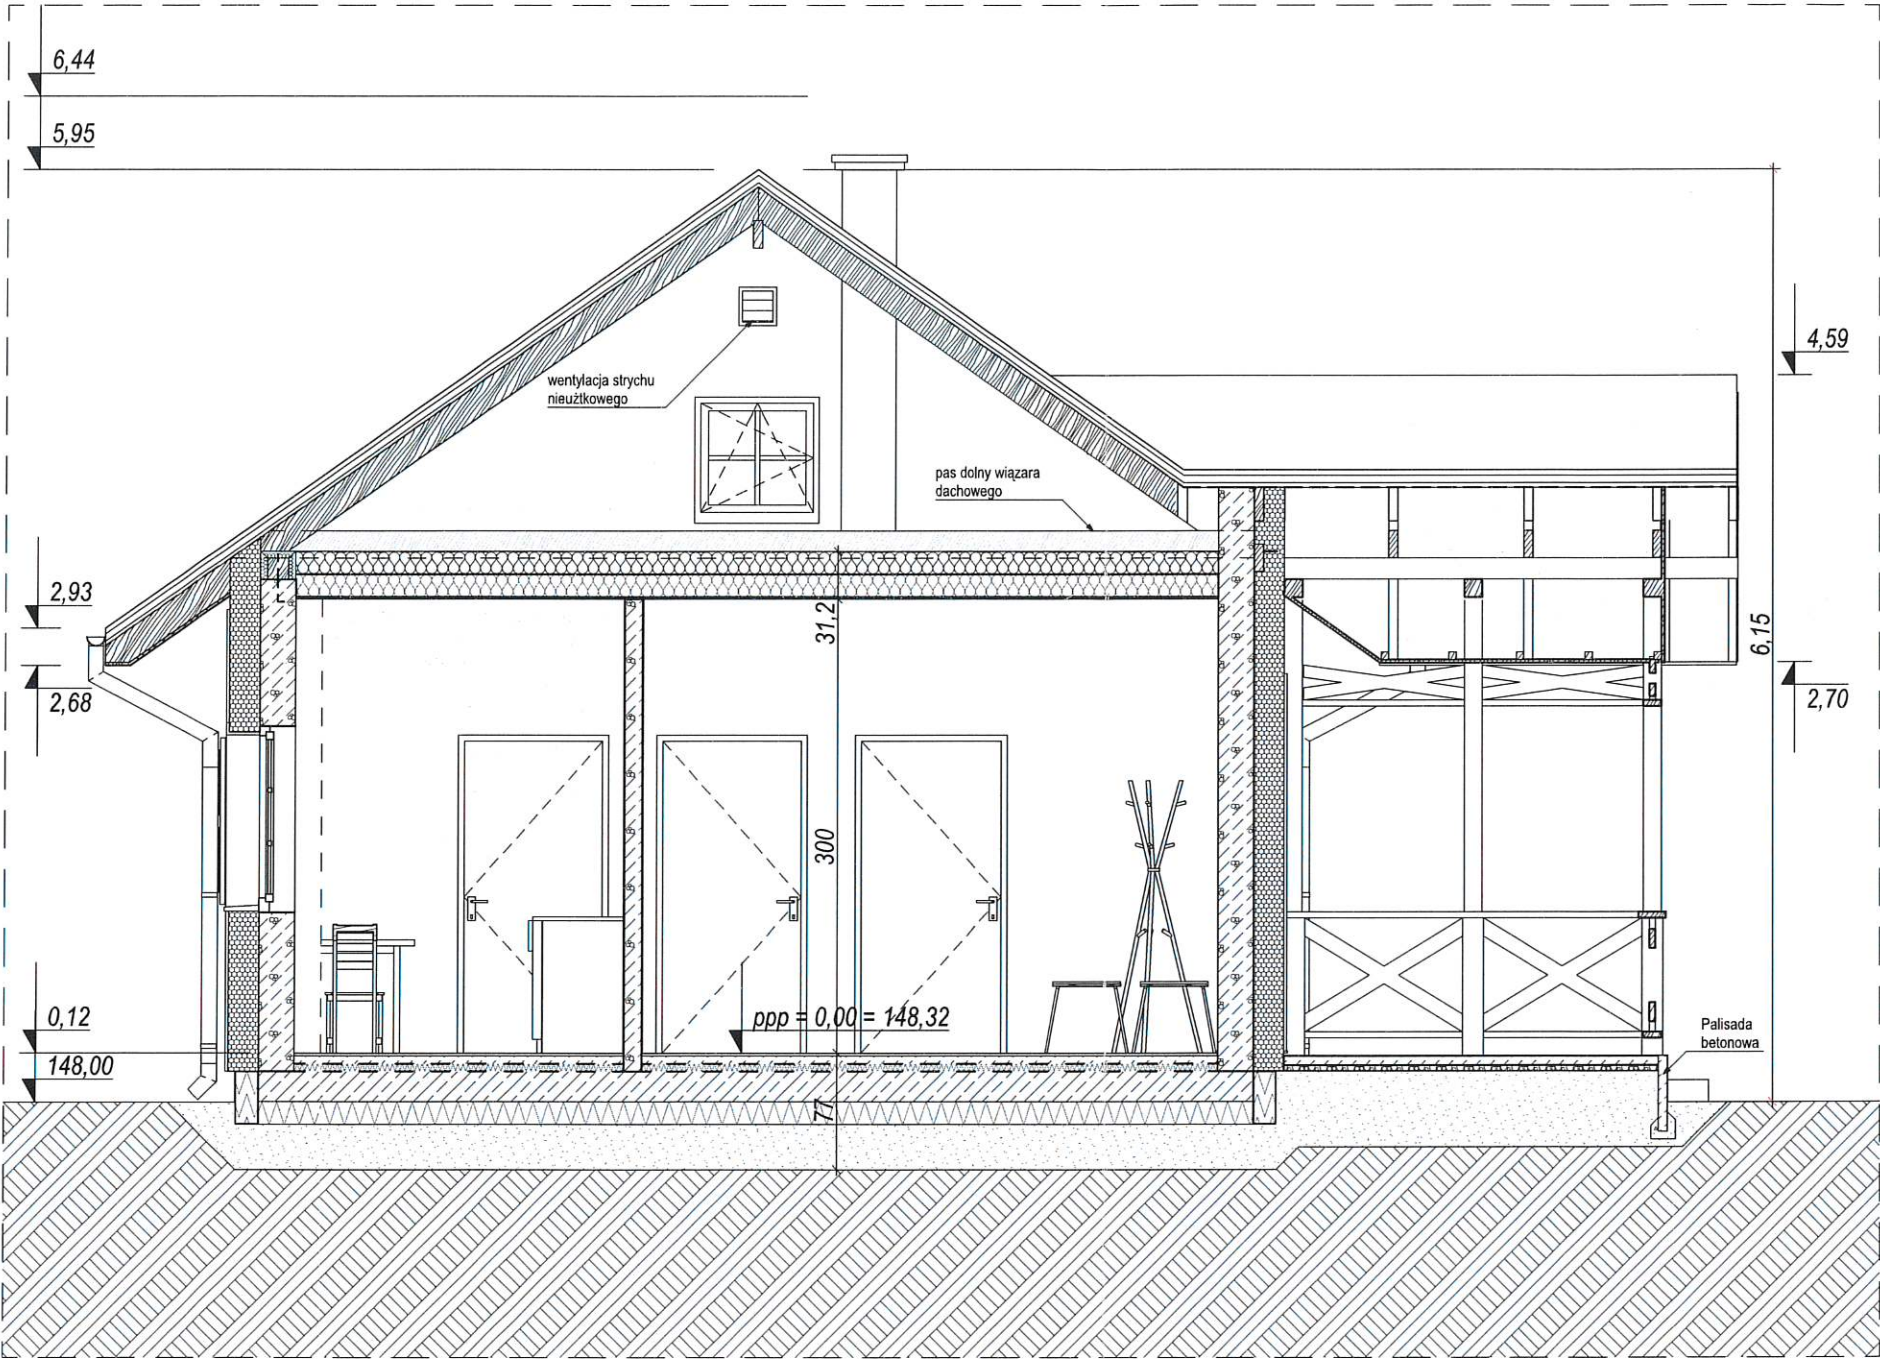 6,44
5,95
4,59
wentylacja strychu
nieużtkowego
pas dolny wiązara
dachowego
2,93
31,2
6,15
2,68
2,70
300
0,12
ppp = 0,00 = 148,32
Palisada
betonowa
148,00
77